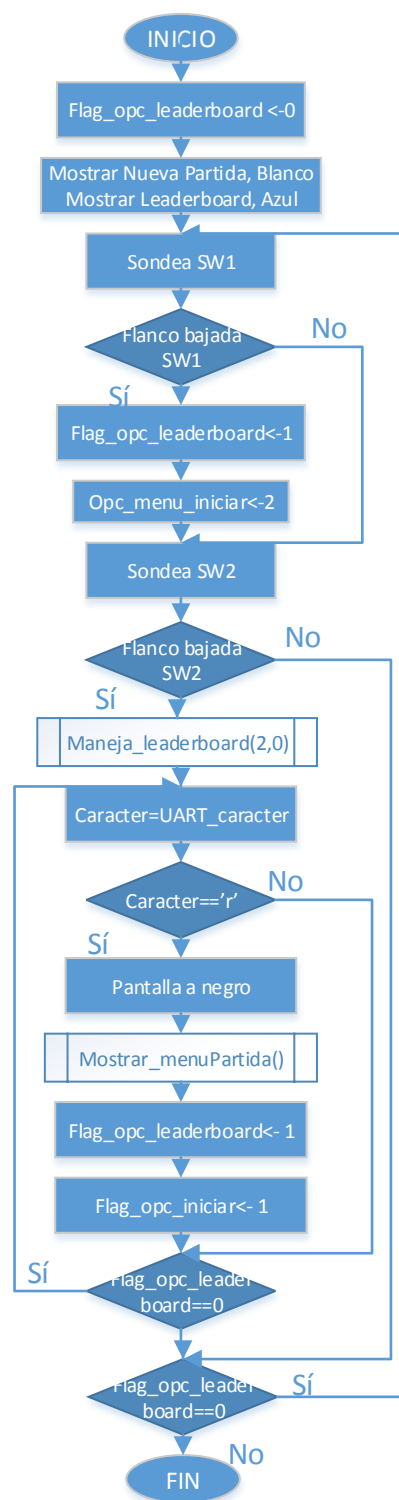 INICIO
Flag_opc_leaderboard <-0
Mostrar Nueva Partida, Blanco
Mostrar Leaderboard, Azul
Sondea SW1
Flanco bajada
SW1
No
Sí
Flag_opc_leaderboard<-1
Opc_menu_iniciar<-2
Sondea SW2
Flanco bajada
SW2
No
Sí
Maneja_leaderboard(2,0)
Caracter=UART_caracter
Caracter=='r'
No
Sí
Pantalla a negro
Mostrar_menuPartida()
Flag_opc_leaderboard<- 1
Flag_opc_iniciar<- 1
Flag_opc_leader
board==0
Sí
Flag_opc_leader
board==0
Sí
No
FIN